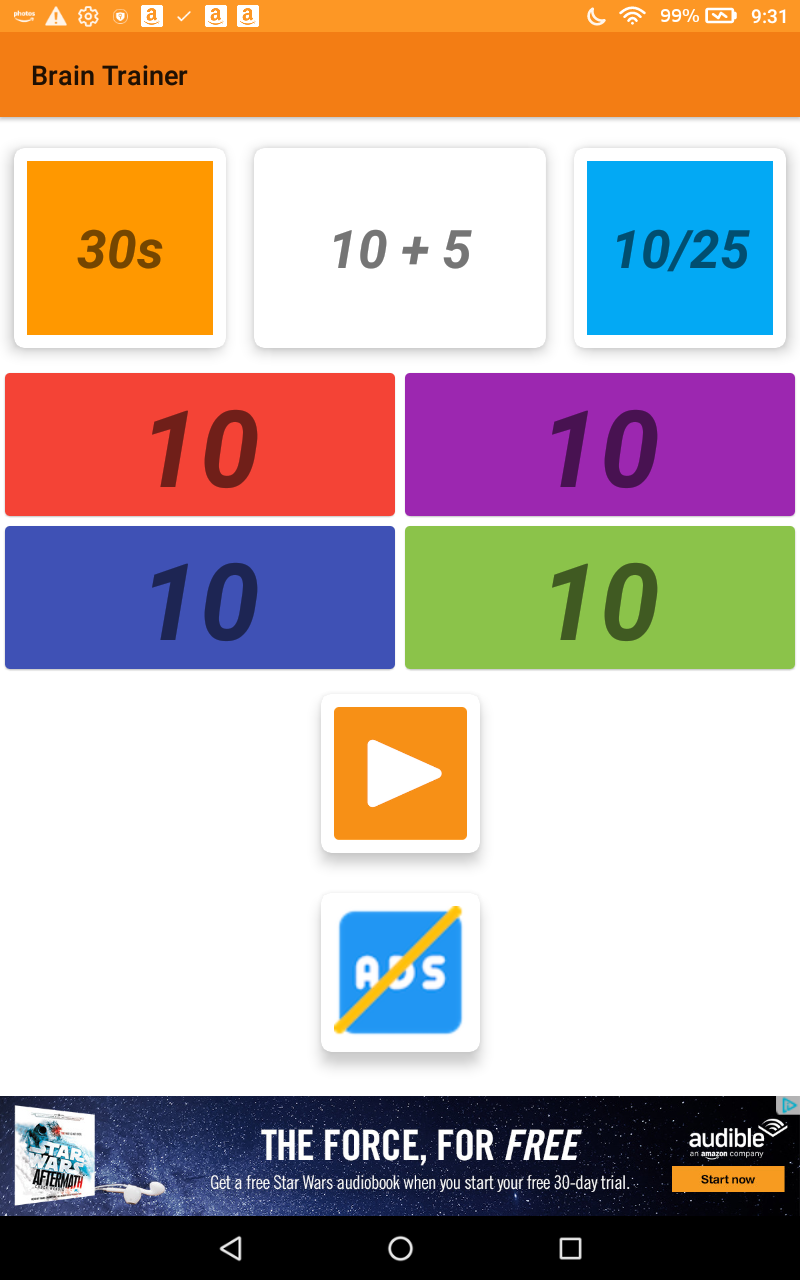 photos
99% 9:31
Brain Trainer
30s
10 + 5
10/25
10
10
10
10
ADS
STAR
WARS
AFTERMATH
THE FORCE, FOR FREE
Get a free Star Wars audiobook when you start your free 30-day trial.
audible
an amazon company
Start now